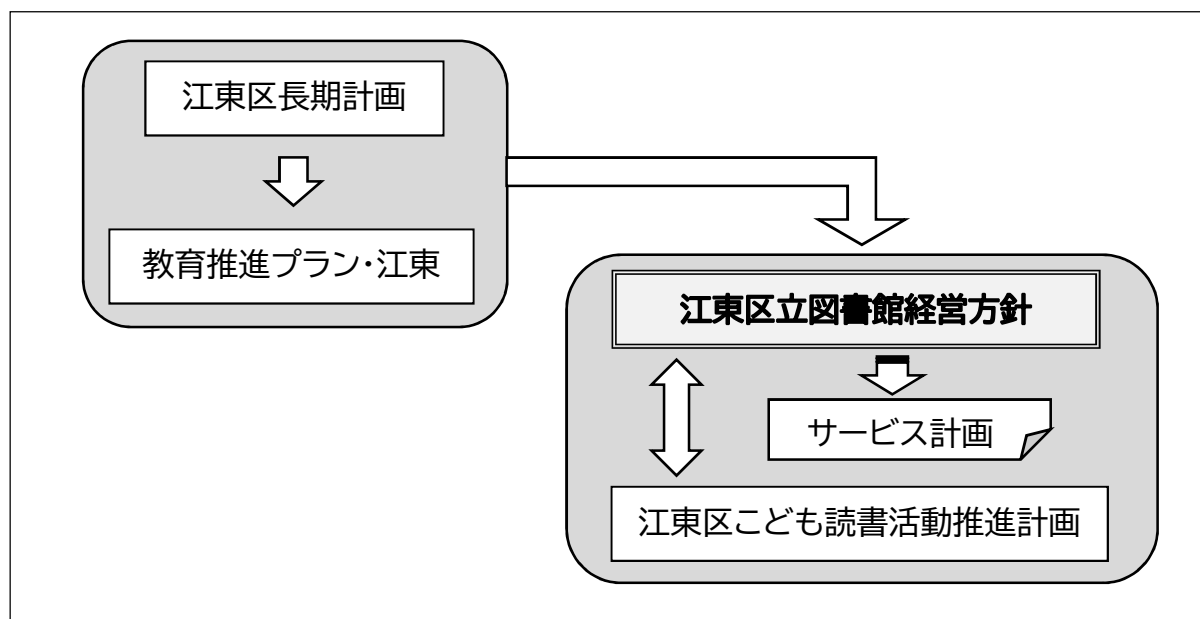 江東区長期計画
教育推進プラン・江東
江東区立図書館経営方針
サービス計画
江東区こども読書活動推進計画